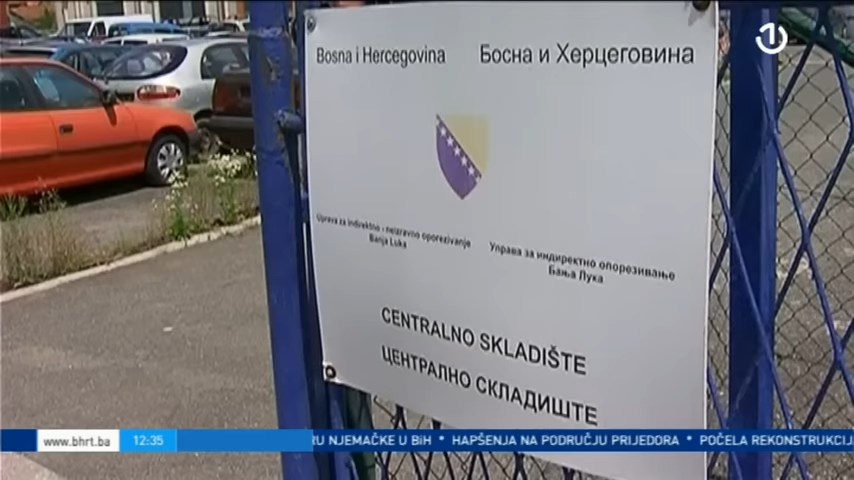 1
Bosna i Hercegovina
Босна и Херцеговина
Uprava za indirektno - neizravno oporezivanje
Banja Luka
Управа за индиректно опорезивање
Бања Лука
CENTRALNO SKLADIŠTE
ЦЕНТРАЛНО СКЛАДИШТЕ
www.bhrt.ba 12:35 RU NJEMAČKE U BiH * HAPŠENJA NA PODRUČJU PRIJEDORA * POČELA REKONSTRUKCIJ